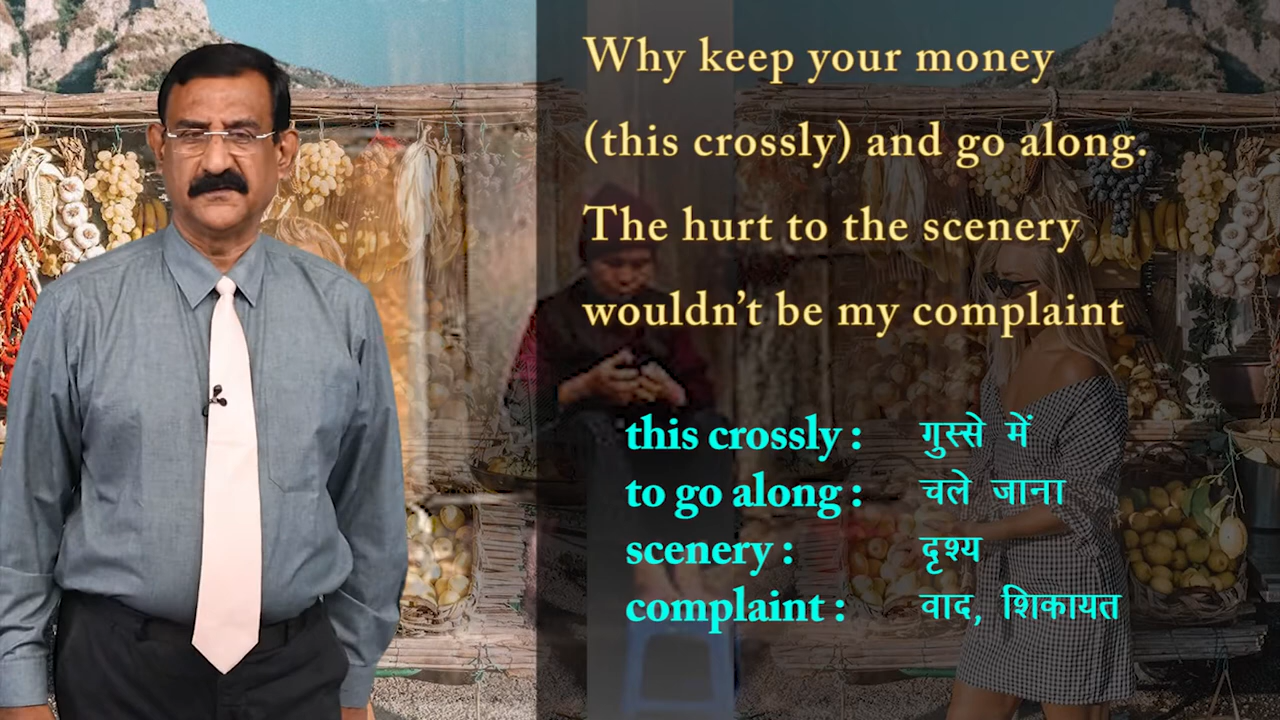 Why keep your money
(this crossly) and go along.
The hurt to the scenery
wouldn’t be my complaint
this crossly : गुस्से में
to go along : चले जाना
scenery : दृश्य
complaint : वाद, शिकायत